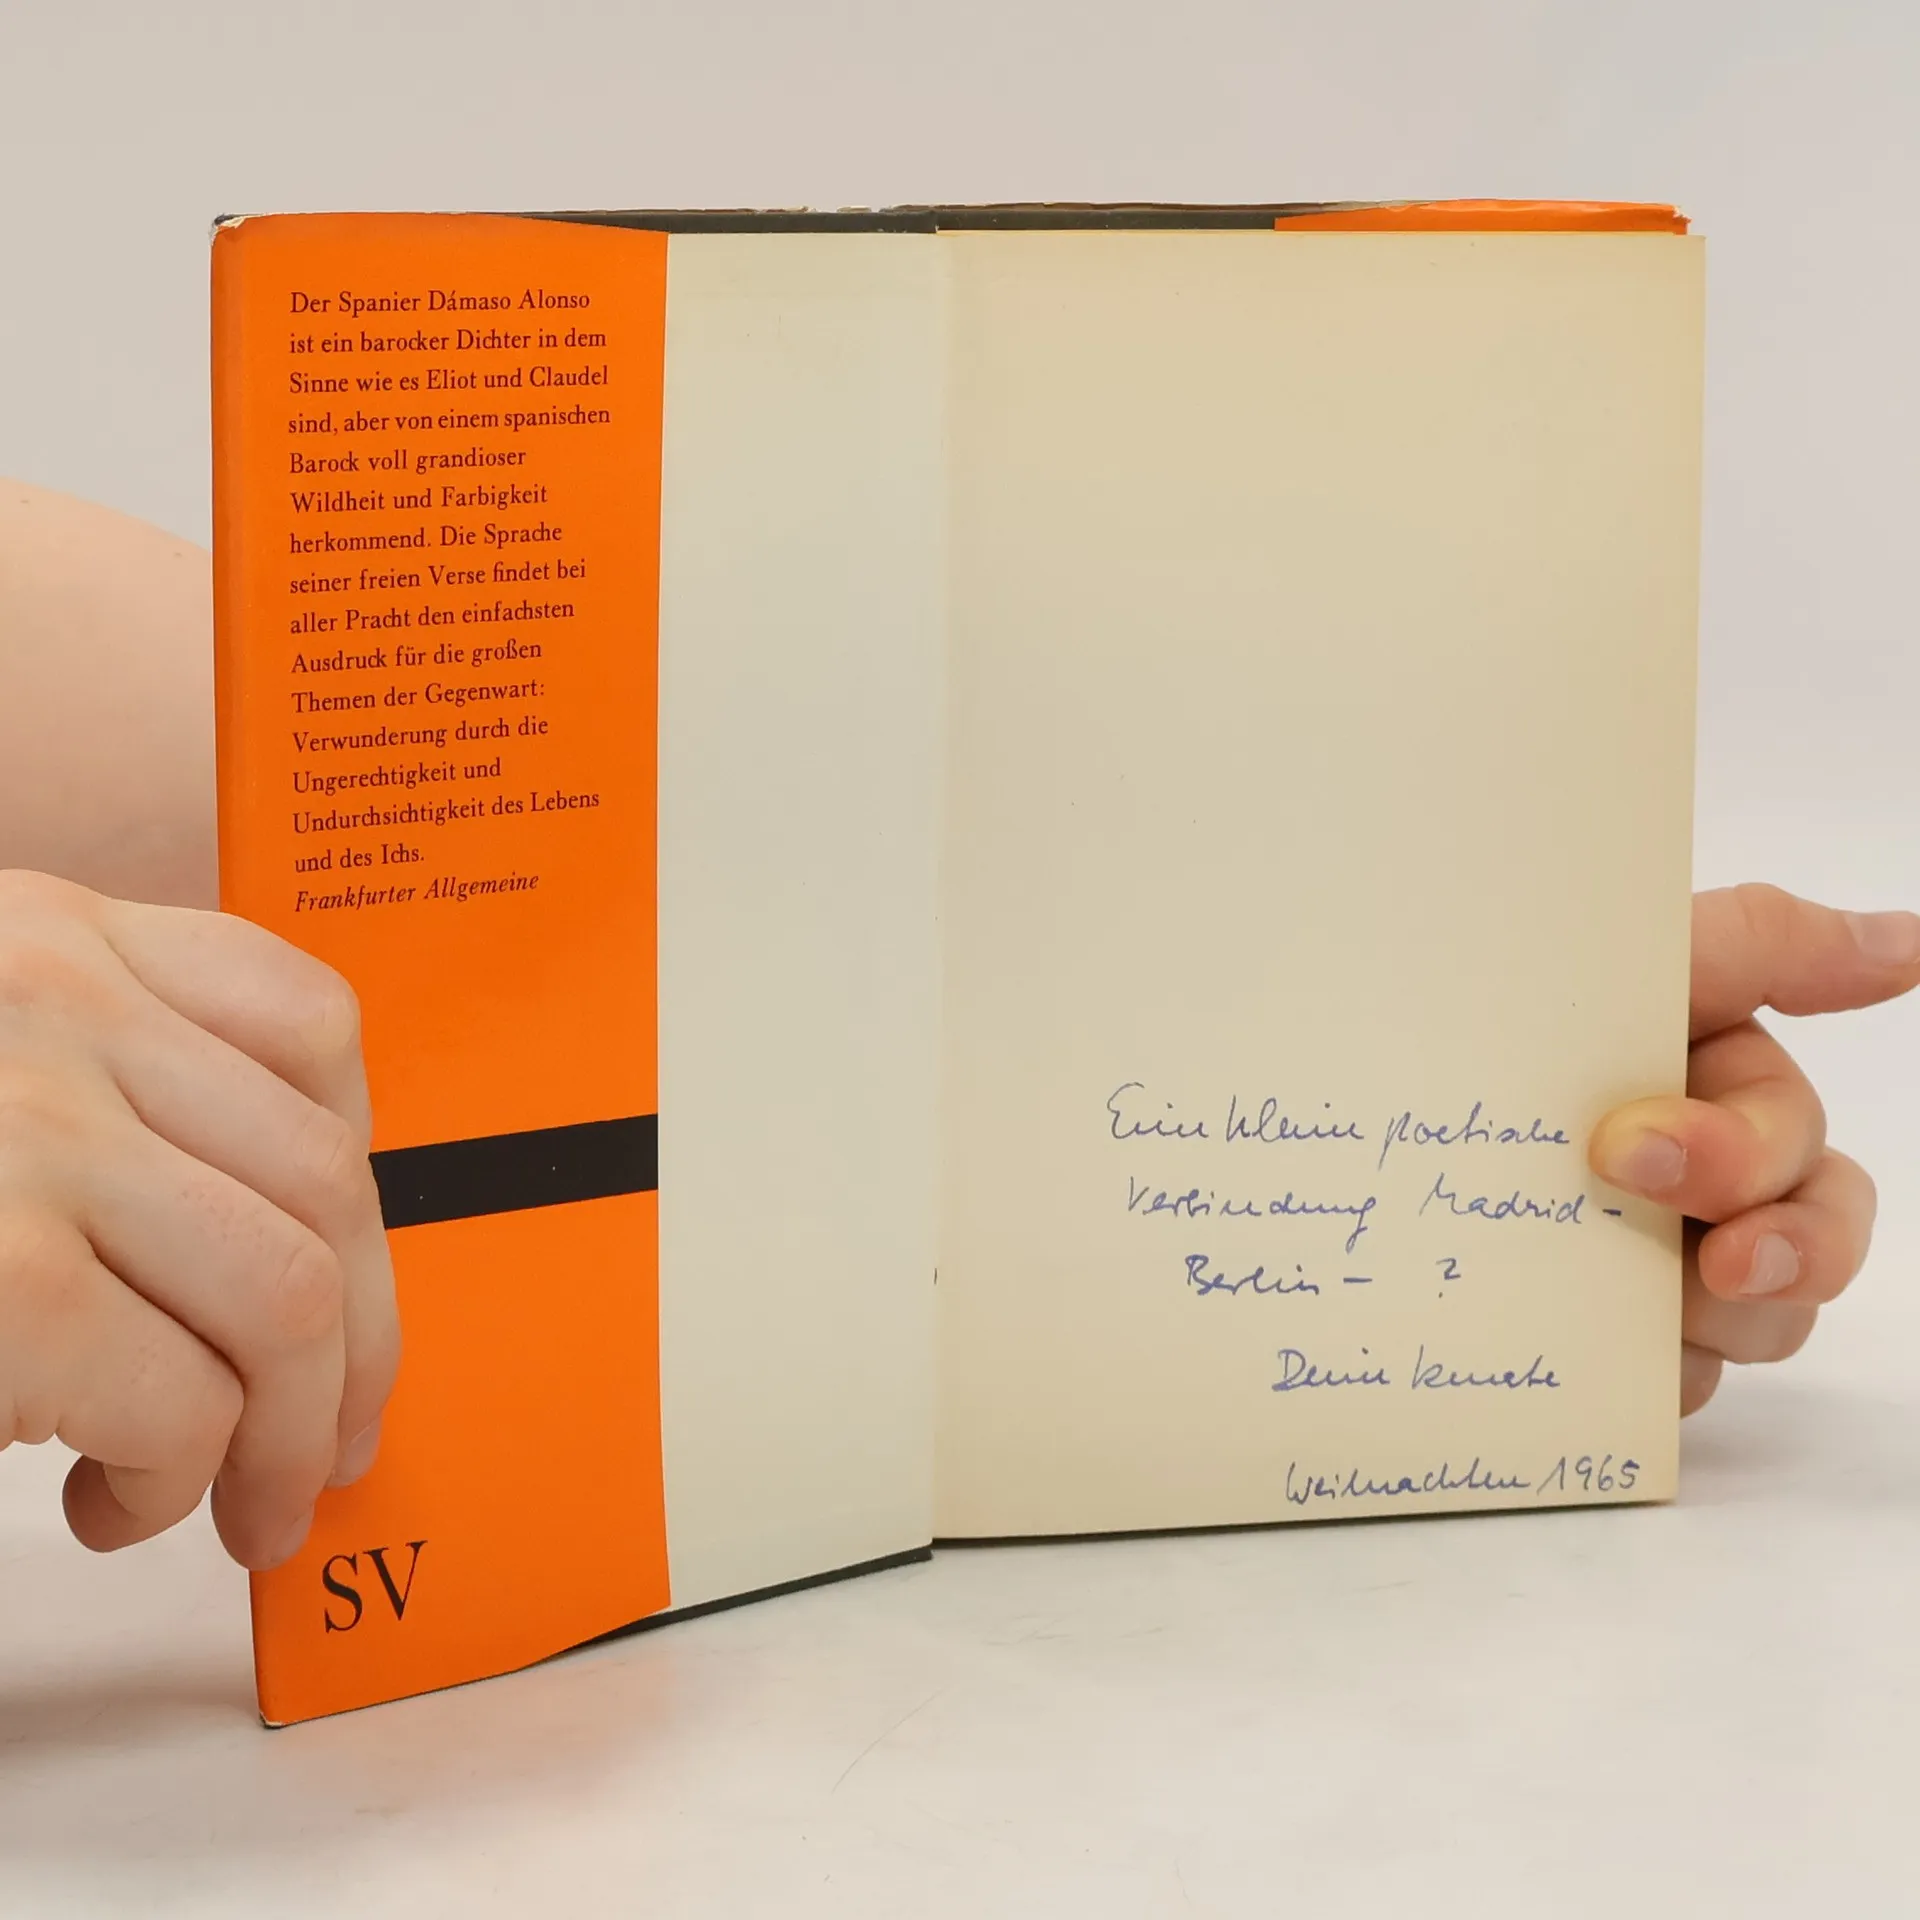 Der Spanier Dámaso Alonso
ist ein barocker Dichter in dem
Sinne wie es Eliot und Claudel
sind, aber von einem spanischen
Barock voll grandioser
Wildheit und Farbigkeit
herkommend. Die Sprache
seiner freien Verse findet bei
aller Pracht den einfachsten
Ausdruck für die großen
Themen der Gegenwart:
Verwunderung durch die
Ungerechtigkeit und
Undurchsichtigkeit des Lebens
und des Ichs.
Frankfurter Allgemeine
SV
Eine kleine poetische
Verbindung Madrid –
Berlin – ?
Deine
Weihnachten 1965